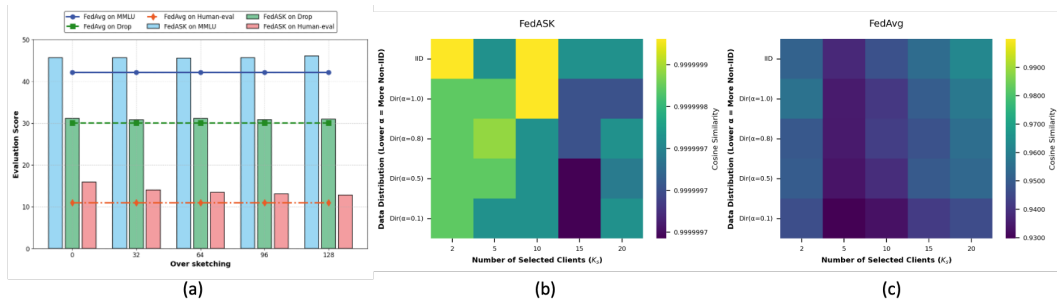 FedAvg on MMLU
FedAvg on Drop
FedAvg on Human-eval
FedASK on MMLU
FedASK on Drop
FedASK on Human-eval
Evaluation Score
50
40
30
20
10
0
0 32 64 96 128
Over sketching
(a)
FedASK
Data Distribution (Lower α = More Non-IID)
IID
Dir(α=1.0)
Dir(α=0.8)
Dir(α=0.5)
Dir(α=0.1)
2 5 10 15 20
Number of Selected Clients (Ks)
0.9999999
0.9999998
0.9999997
0.9999997
0.9999997
Cosine Similarity
(b)
FedAvg
Data Distribution (Lower α = More Non-IID)
IID
Dir(α=1.0)
Dir(α=0.8)
Dir(α=0.5)
Dir(α=0.1)
2 5 10 15 20
Number of Selected Clients (Ks)
0.9900
0.9800
0.9700
0.9600
0.9500
0.9400
0.9300
Cosine Similarity
(c)